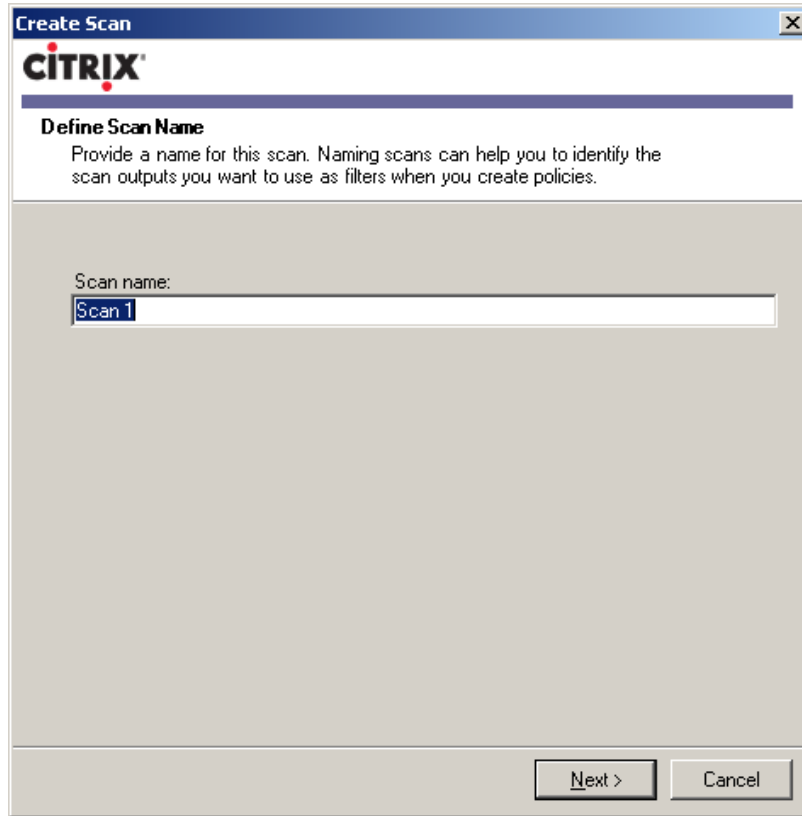 Create Scan
CITRIX
Define Scan Name
Provide a name for this scan. Naming scans can help you to identify the
scan outputs you want to use as filters when you create policies.
Scan name:
Scan 1
Next >
Cancel